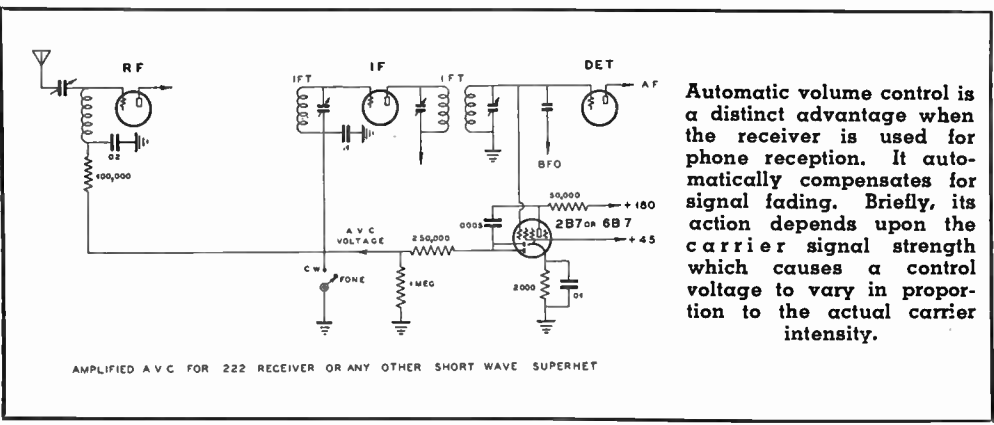 RF
IF
DET
IFT
IFT
AF
.02
.1
BFO
100,000
50,000
+ 180
.0005
2B7 OR 6B7
+ 45
AVC
VOLTAGE
250,000
CW
FONE
1 MEG
2000
.01
AMPLIFIED AVC FOR 222 RECEIVER OR ANY OTHER SHORT WAVE SUPERHET
Automatic volume control is
a distinct advantage when
the receiver is used for
phone reception. It auto-
matically compensates for
signal fading. Briefly, its
action depends upon the
carrier signal strength
which causes a control
voltage to vary in propor-
tion to the actual carrier
intensity.